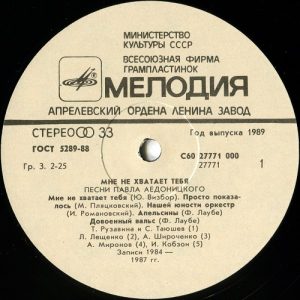 МИНИСТЕРСТВО
КУЛЬТУРЫ СССР
ВСЕСОЮЗНАЯ ФИРМА
ГРАМПЛАСТИНОК
МЕЛОДИЯ
АПРЕЛЕВСКИЙ ОРДЕНА ЛЕНИНА ЗАВОД
СТЕРЕО 33
Год выпуска 1989
ГОСТ 5289-88
С60 27771 000
Гр. 3. 2-25
27771
1
МНЕ НЕ ХВАТАЕТ ТЕБЯ
ПЕСНИ ПАВЛА ЛЕДОНИЦКОГО
Мне не хватает тебя (Ю. Визбор). Просто показа-
лось (М. Пляцковский). Нашей юности оркестр
(И. Романовский). Апельсины (Ф. Лаубе).
Довоенный вальс (Ф. Лаубе)
Т. Рузавина и С. Таюшев (1)
Л. Лещенко (2) А. Широченко (3)
А. Миронов (4) И. Кобзон (5)
Записи 1984—
1987 гг.